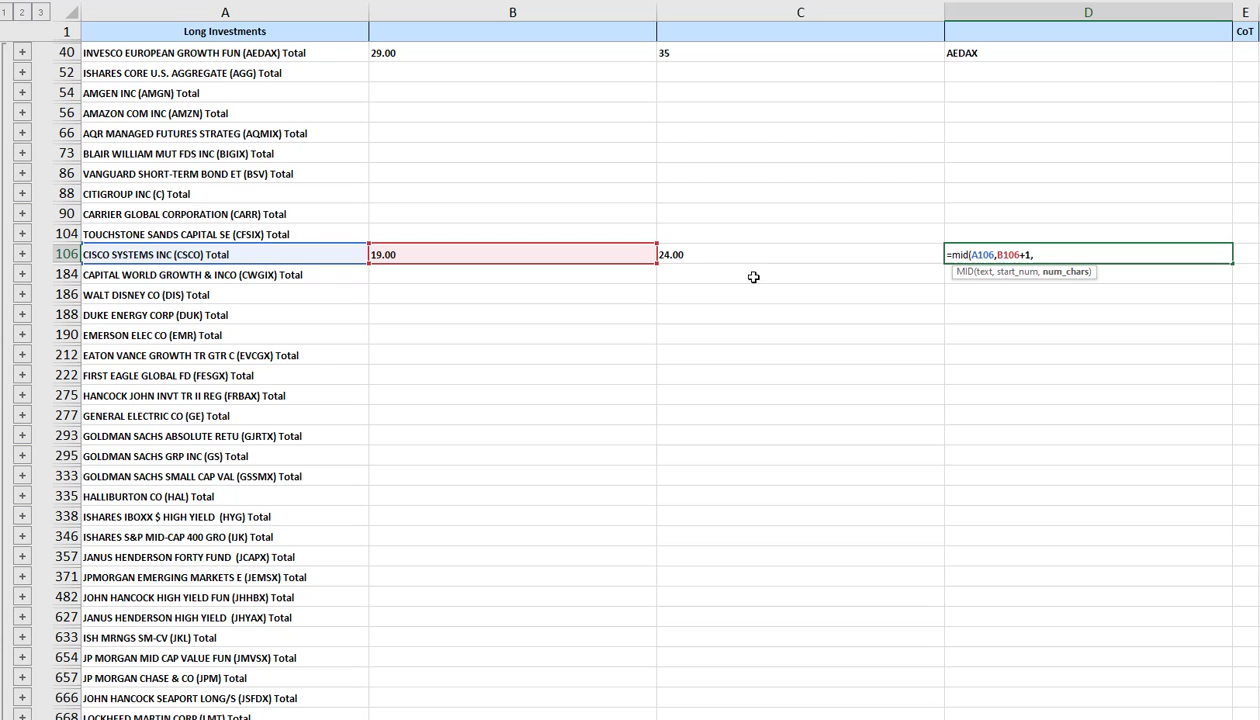 1 2 3 A B C D E
1 Long Investments CoT
40 INVESCO EUROPEAN GROWTH FUN (AEDAX) Total 29.00 35 AEDAX
52 ISHARES CORE U.S. AGGREGATE (AGG) Total
54 AMGEN INC (AMGN) Total
56 AMAZON COM INC (AMZN) Total
66 AQR MANAGED FUTURES STRATEG (AQMIX) Total
73 BLAIR WILLIAM MUT FDS INC (BIGIX) Total
86 VANGUARD SHORT-TERM BOND ET (BSV) Total
88 CITIGROUP INC (C) Total
90 CARRIER GLOBAL CORPORATION (CARR) Total
104 TOUCHSTONE SANDS CAPITAL SE (CFSIX) Total
106 CISCO SYSTEMS INC (CSCO) Total 19.00 24.00 =mid(A106,B106+1,
MID(text, start_num, num_chars)
184 CAPITAL WORLD GROWTH & INCO (CWGIX) Total
186 WALT DISNEY CO (DIS) Total
188 DUKE ENERGY CORP (DUK) Total
190 EMERSON ELEC CO (EMR) Total
212 EATON VANCE GROWTH TR GTR C (EVCGX) Total
222 FIRST EAGLE GLOBAL FD (FESGX) Total
275 HANCOCK JOHN INVT TR II REG (FRBAX) Total
277 GENERAL ELECTRIC CO (GE) Total
293 GOLDMAN SACHS ABSOLUTE RETU (GJRTX) Total
295 GOLDMAN SACHS GRP INC (GS) Total
333 GOLDMAN SACHS SMALL CAP VAL (GSSMX) Total
335 HALLIBURTON CO (HAL) Total
338 ISHARES IBOXX $ HIGH YIELD (HYG) Total
346 ISHARES S&P MID-CAP 400 GRO (IJK) Total
357 JANUS HENDERSON FORTY FUND (JCAPX) Total
371 JPMORGAN EMERGING MARKETS E (JEMSX) Total
482 JOHN HANCOCK HIGH YIELD FUN (JHHBX) Total
627 JANUS HENDERSON HIGH YIELD (JHYAX) Total
633 ISH MRNGS SM-CV (JKL) Total
654 JP MORGAN MID CAP VALUE FUN (JMVSX) Total
657 JP MORGAN CHASE & CO (JPM) Total
666 JOHN HANCOCK SEAPORT LONG/S (JSFDX) Total
668 LOCKHEED MARTIN CORP (LMT) Total